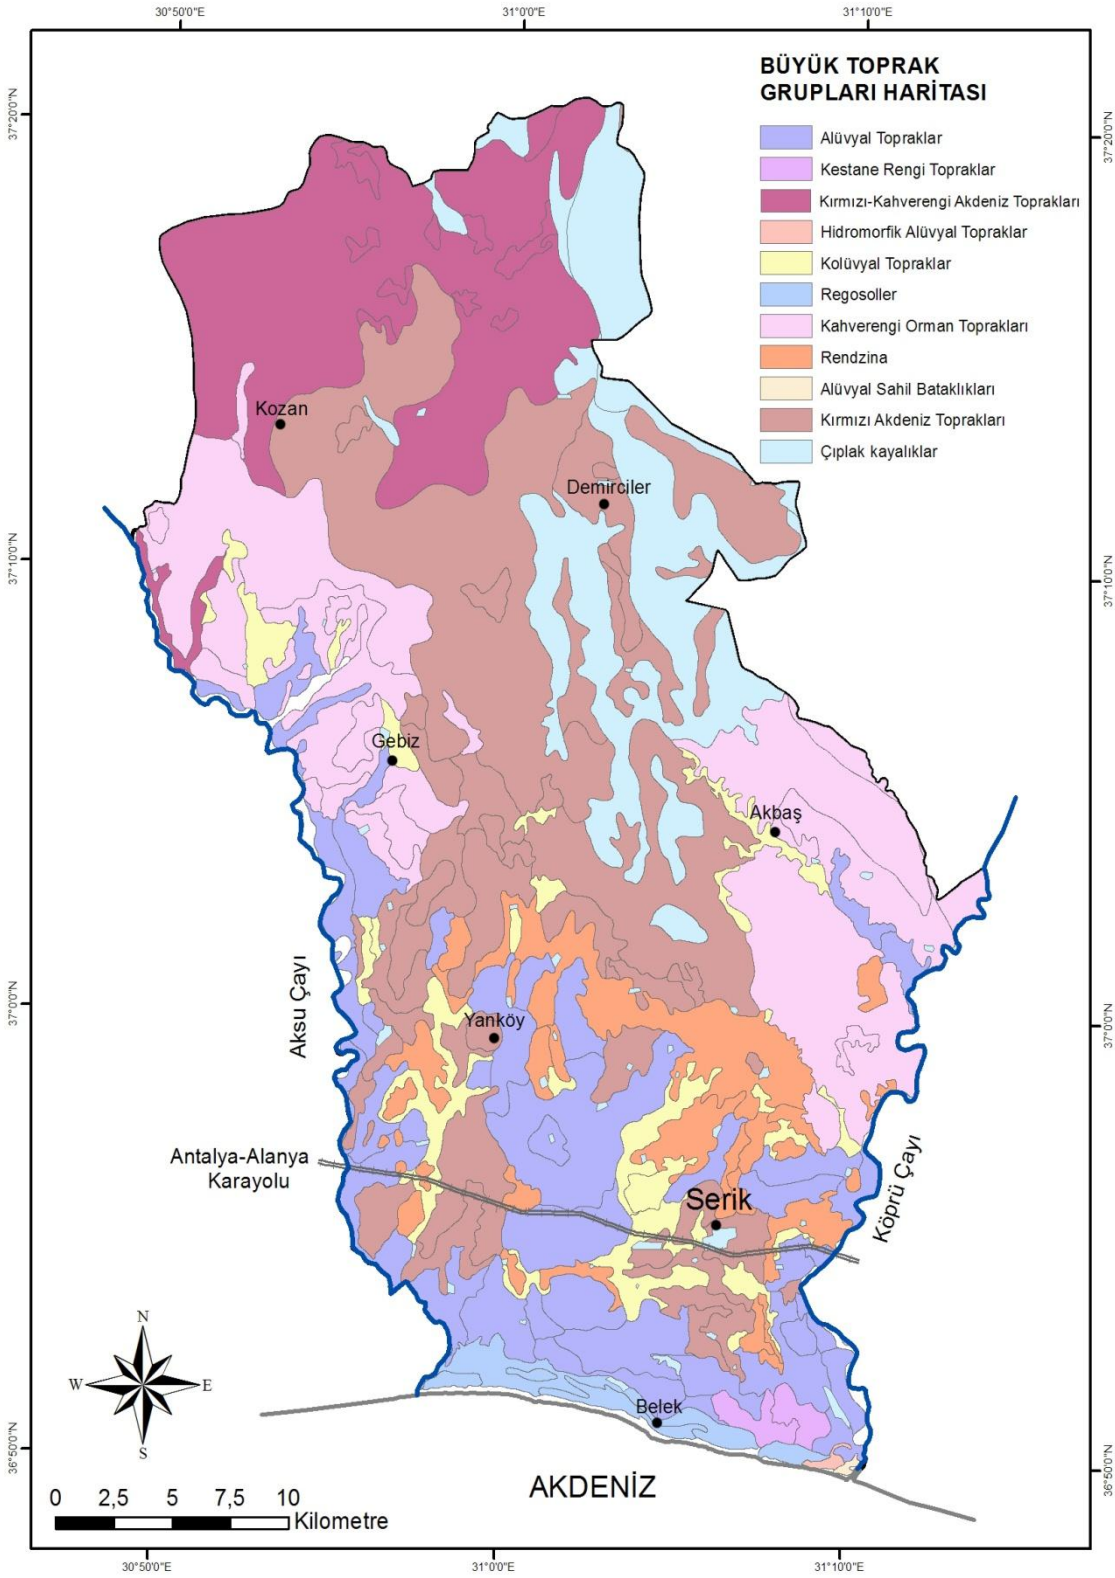 30°50'0"E
31°0'0"E
31°10'0"E
BÜYÜK TOPRAK
GRUPLARI HARİTASI
Alüvyal Topraklar
Kestane Rengi Topraklar
Kırmızı-Kahverengi Akdeniz Toprakları
Hidromorfik Alüvyal Topraklar
Kolüvyal Topraklar
Regosoller
Kahverengi Orman Toprakları
Rendzina
Alüvyal Sahil Bataklıkları
Kırmızı Akdeniz Toprakları
Çıplak kayalıklar
37°20'0"N
37°20'0"N
Kozan
Demirciler
37°10'0"N
37°10'0"N
Gebiz
Akbaş
Aksu Çayı
37°0'0"N
37°0'0"N
Yanköy
Antalya-Alanya
Karayolu
Köprü Çayı
Serik
N
W
E
S
Belek
36°50'0"N
36°50'0"N
AKDENİZ
0 2,5 5 7,5 10
Kilometre
30°50'0"E
31°0'0"E
31°10'0"E